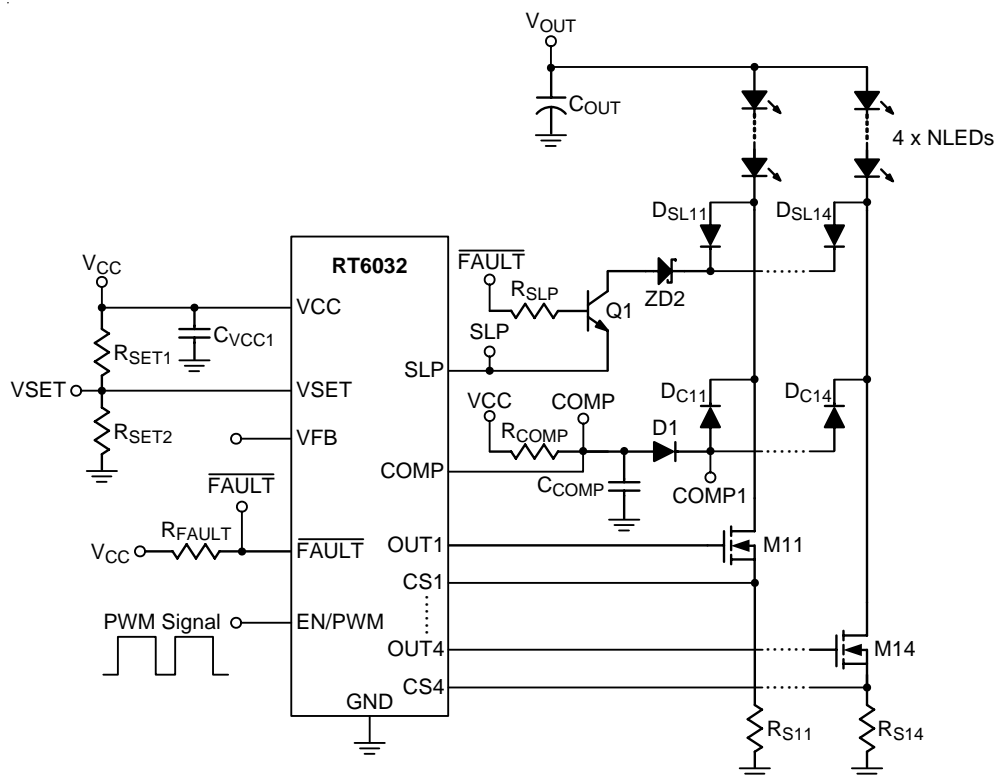 VOUT
COUT
4 x NLEDs
DSL11
DSL14
RT6032
FAULT
VCC
RSLP
Q1
ZD2
VCC
CVCC1
SLP
RSET1
SLP
VSET
VSET
VCC
COMP
DC11
DC14
RCOMP
D1
RSET2
VFB
COMP
CCOMP
COMP1
FAULT
RFAULT
VCC
FAULT
OUT1
M11
CS1
PWM Signal
EN/PWM
OUT4
M14
CS4
GND
RS11
RS14